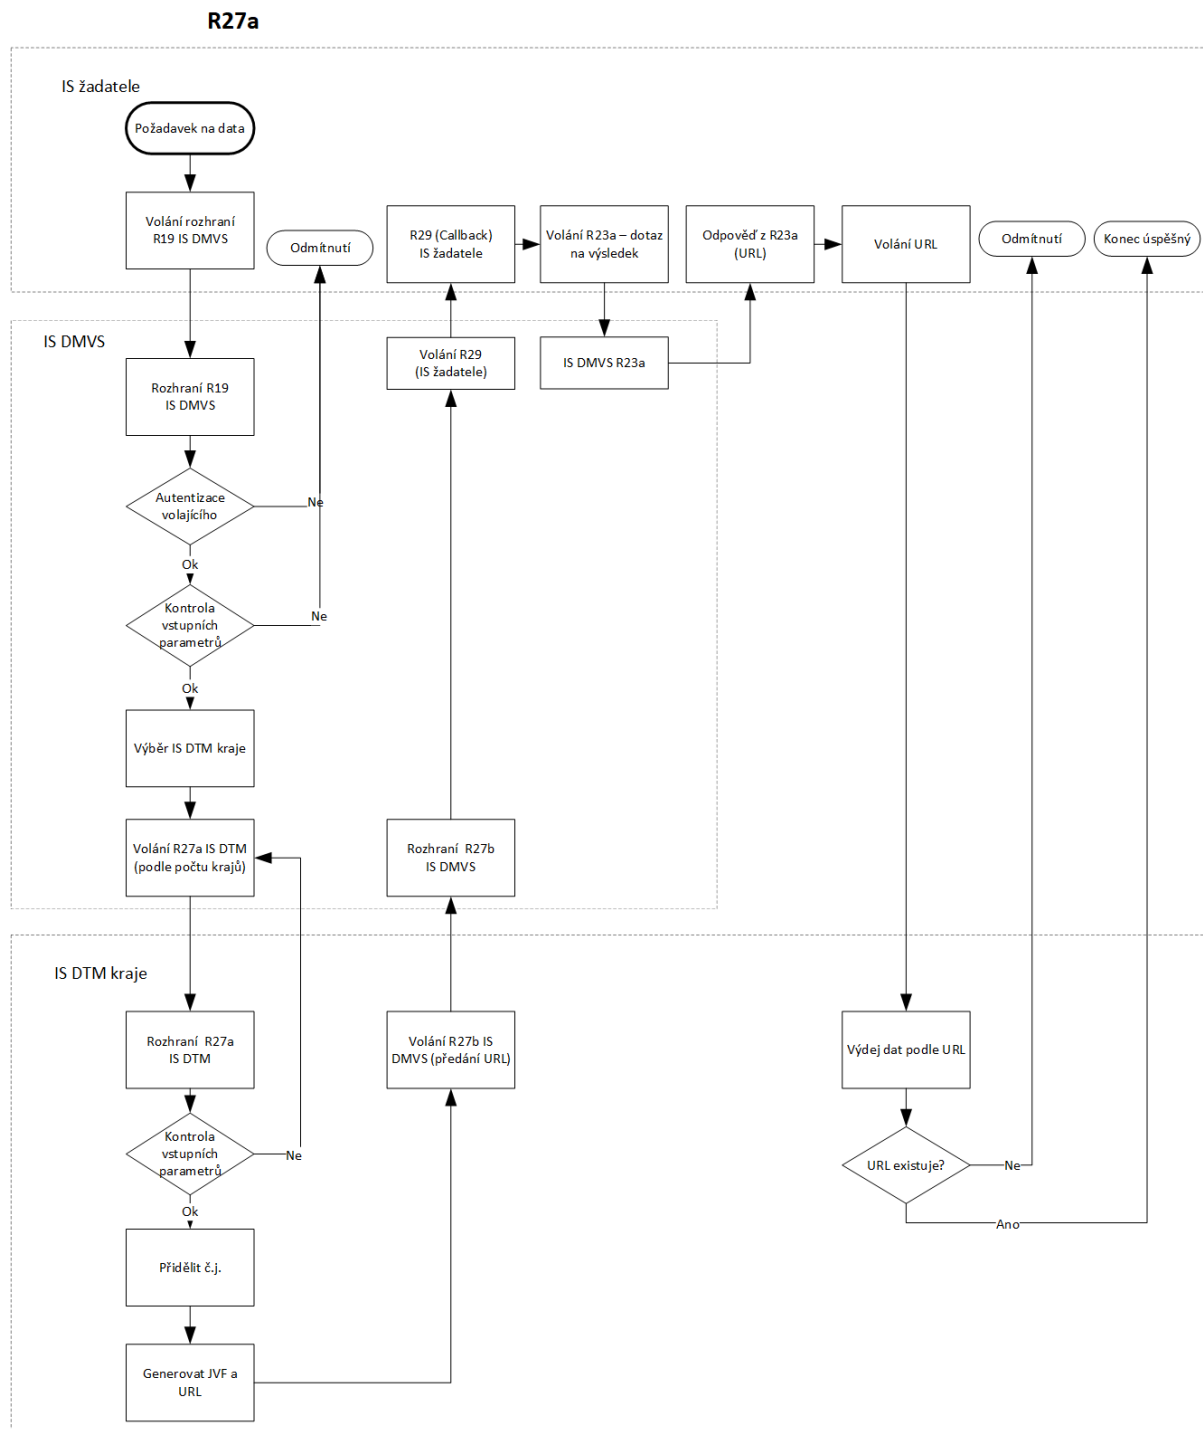 R27a
IS žadatele
Požadavek na data
Volání rozhraní
R19 IS DMVS
Odmítnutí
R29 (Callback)
IS žadatele
Volání R23a – dotaz
na výsledek
Odpověď z R23a
(URL)
Volání URL
Odmítnutí
Konec úspěšný
IS DMVS
Volání R29
(IS žadatele)
IS DMVS R23a
Rozhraní R19
IS DMVS
Autentizace
volajícího
Ne
Ok
Kontrola
vstupních
parametrů
Ne
Ok
Výběr IS DTM kraje
Volání R27a IS DTM
(podle počtu krajů)
Rozhraní R27b
IS DMVS
IS DTM kraje
Rozhraní R27a
IS DTM
Volání R27b IS
DMVS (předání URL)
Výdej dat podle URL
Kontrola
vstupních
parametrů
Ne
URL existuje?
Ne
Ok
Ano
Přidělit č.j.
Generovat JVF a
URL